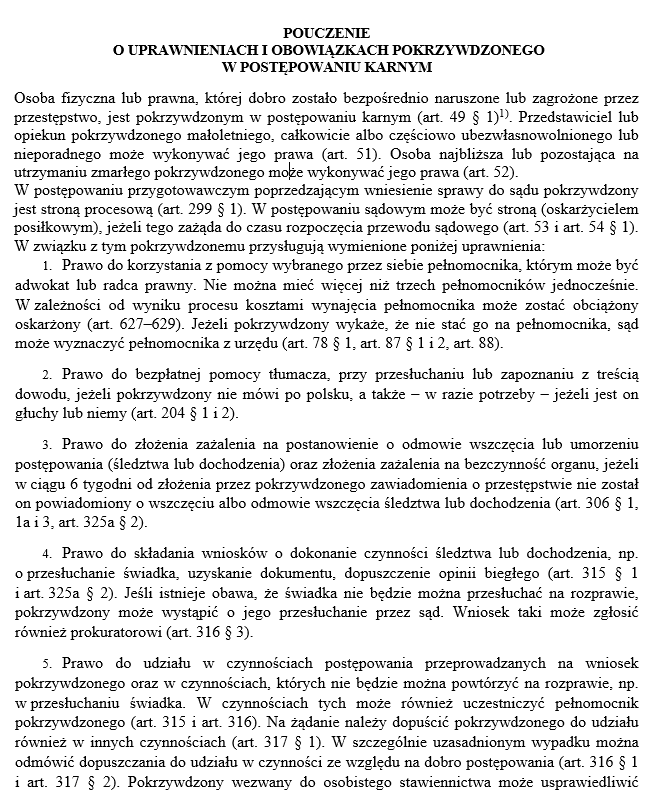 POUCZENIE
O UPRAWNIENIACH I OBOWIĄZKACH POKRZYWDZONEGO
W POSTĘPOWANIU KARNYM
Osoba fizyczna lub prawna, której dobro zostało bezpośrednio naruszone lub zagrożone przez
przestępstwo, jest pokrzywdzonym w postępowaniu karnym (art. 49 § 1)¹⁾. Przedstawiciel lub
opiekun pokrzywdzonego małoletniego, całkowicie albo częściowo ubezwłasnowolnionego lub
nieporadnego może wykonywać jego prawa (art. 51). Osoba najbliższa lub pozostająca na
utrzymaniu zmarłego pokrzywdzonego może wykonywać jego prawa (art. 52).
W postępowaniu przygotowawczym poprzedzającym wniesienie sprawy do sądu pokrzywdzony
jest stroną procesową (art. 299 § 1). W postępowaniu sądowym może być stroną (oskarżycielem
posiłkowym), jeżeli tego zażąda do czasu rozpoczęcia przewodu sądowego (art. 53 i art. 54 § 1).
W związku z tym pokrzywdzonemu przysługują wymienione poniżej uprawnienia:
1. Prawo do korzystania z pomocy wybranego przez siebie pełnomocnika, którym może być
adwokat lub radca prawny. Nie można mieć więcej niż trzech pełnomocników jednocześnie.
W zależności od wyniku procesu kosztami wynajęcia pełnomocnika może zostać obciążony
oskarżony (art. 627–629). Jeżeli pokrzywdzony wykaże, że nie stać go na pełnomocnika, sąd
może wyznaczyć pełnomocnika z urzędu (art. 78 § 1, art. 87 § 1 i 2, art. 88).
2. Prawo do bezpłatnej pomocy tłumacza, przy przesłuchaniu lub zapoznaniu z treścią
dowodu, jeżeli pokrzywdzony nie mówi po polsku, a także – w razie potrzeby – jeżeli jest on
głuchy lub niemy (art. 204 § 1 i 2).
3. Prawo do złożenia zażalenia na postanowienie o odmowie wszczęcia lub umorzeniu
postępowania (śledztwa lub dochodzenia) oraz złożenia zażalenia na bezczynność organu, jeżeli
w ciągu 6 tygodni od złożenia przez pokrzywdzonego zawiadomienia o przestępstwie nie został
on powiadomiony o wszczęciu albo odmowie wszczęcia śledztwa lub dochodzenia (art. 306 § 1,
1a i 3, art. 325a § 2).
4. Prawo do składania wniosków o dokonanie czynności śledztwa lub dochodzenia, np.
o przesłuchanie świadka, uzyskanie dokumentu, dopuszczenie opinii biegłego (art. 315 § 1
i art. 325a § 2). Jeśli istnieje obawa, że świadka nie będzie można przesłuchać na rozprawie,
pokrzywdzony może wystąpić o jego przesłuchanie przez sąd. Wniosek taki może zgłosić
również prokuratorowi (art. 316 § 3).
5. Prawo do udziału w czynnościach postępowania przeprowadzanych na wniosek
pokrzywdzonego oraz w czynnościach, których nie będzie można powtórzyć na rozprawie, np.
w przesłuchaniu świadka. W czynnościach tych może również uczestniczyć pełnomocnik
pokrzywdzonego (art. 315 i art. 316). Na żądanie należy dopuścić pokrzywdzonego do udziału
również w innych czynnościach (art. 317 § 1). W szczególnie uzasadnionym wypadku można
odmówić dopuszczenia do udziału w czynności ze względu na dobro postępowania (art. 316 § 1
i art. 317 § 2). Pokrzywdzony wezwany do osobistego stawiennictwa może usprawiedliwić